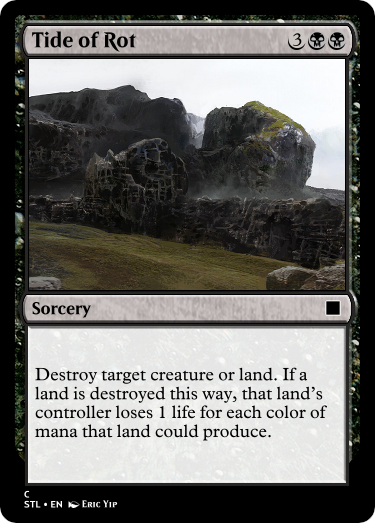 Tide of Rot 3
Sorcery
Destroy target creature or land. If a
land is destroyed this way, that land's
controller loses 1 life for each color of
mana that land could produce.
C
STL • EN Eric Yip